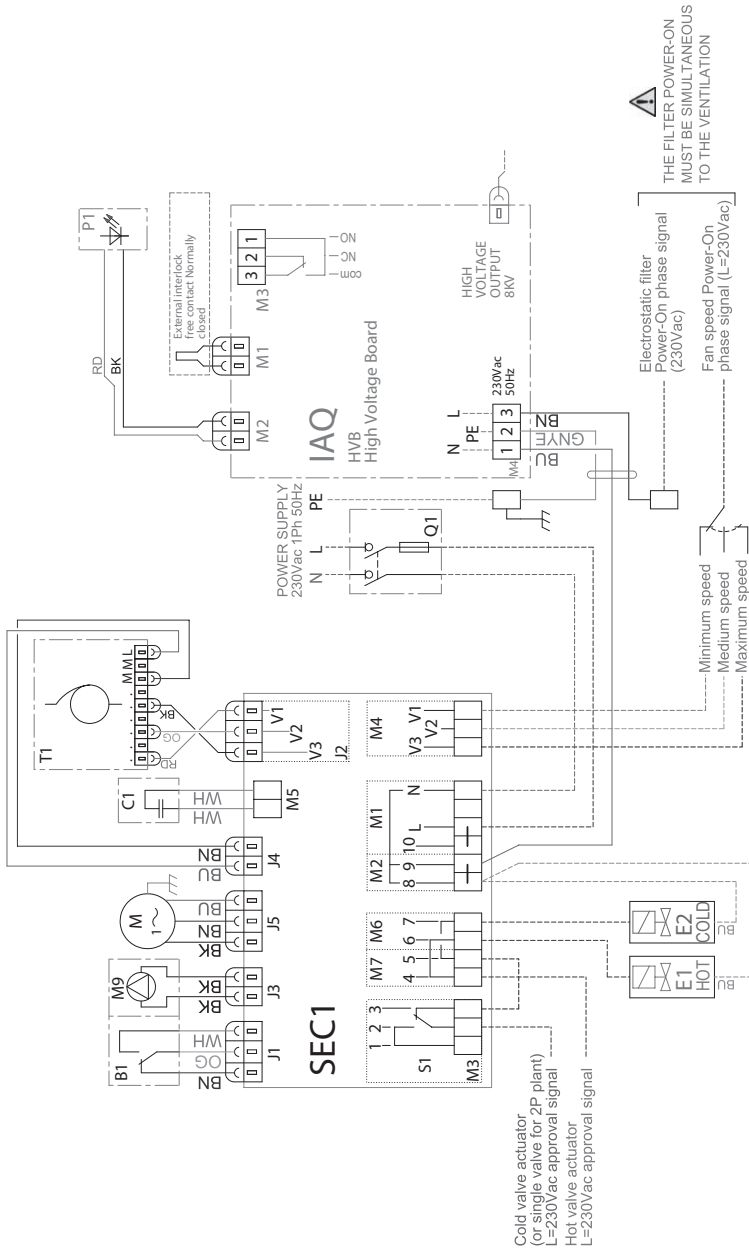 THE FILTER POWER-ON
MUST BE SIMULTANEOUS
TO THE VENTILATION
P1
RD
BK
External interlock
free contact Normally
closed
NO
NC
com
1
2
3
M3
M1
M2
IAQ
HVB
High Voltage Board
HIGH
VOLTAGE
OUTPUT
8KV
230Vac
50Hz
L
PE
N
3
2
1
M4
BN
GNYE
BU
Electrostatic filter
Power-On phase signal
(230Vac)
Fan speed Power-On
phase signal (L=230Vac)
POWER SUPPLY
230Vac 1Ph 50Hz
PE
L
N
Q1
Minimum speed
Medium speed
Maximum speed
T1
L
M
M
BK
OG
RD
V1
V2
V3
J2
C1
WH
WH
M5
BN
BU
J4
M
1~
BU
BN
BK
J5
M9
BK
BK
J3
B1
WH
OG
BN
J1
SEC1
M4
V1
V2
V3
M1
N
L
10
M2
9
8
M6
7
6
M7
5
4
3
2
1
S1
M3
E2
COLD
BU
E1
HOT
BU
Cold valve actuator
(or single valve for 2P plant)
L=230Vac approval signal
Hot valve actuator
L=230Vac approval signal